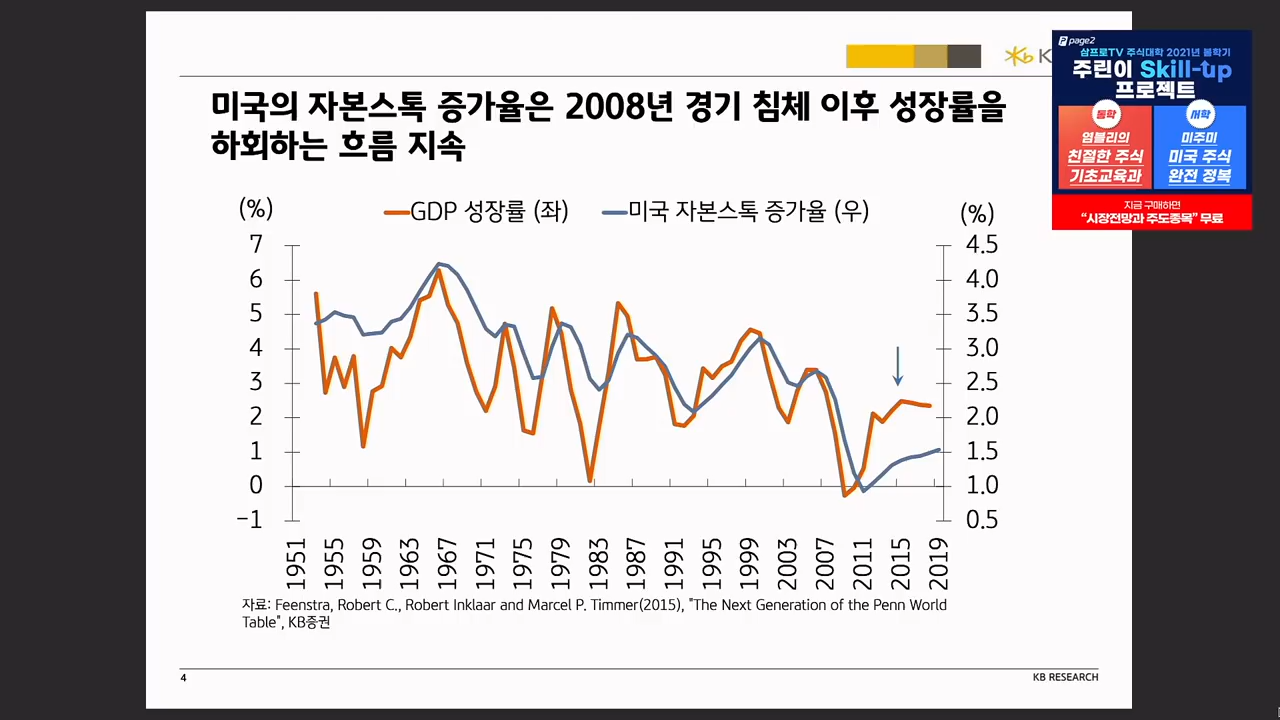 KB
page2
삼프로TV 주식대학 2021년 봄학기
주린이 Skill-up
프로젝트
동학
염블리의
친절한 주식
기초교육과
서학
미주미
미국 주식
완전 정복
지금 구매하면
“시장전망과 주도종목” 무료
미국의 자본스톡 증가율은 2008년 경기 침체 이후 성장률을
하회하는 흐름 지속
(%)
GDP 성장률 (좌)
미국 자본스톡 증가율 (우)
(%)
7
6
5
4
3
2
1
0
−1
4.5
4.0
3.5
3.0
2.5
2.0
1.5
1.0
0.5
1951
1955
1959
1963
1967
1971
1975
1979
1983
1987
1991
1995
1999
2003
2007
2011
2015
2019
자료: Feenstra, Robert C., Robert Inklaar and Marcel P. Timmer(2015), "The Next Generation of the Penn World
Table", KB증권
4
KB RESEARCH